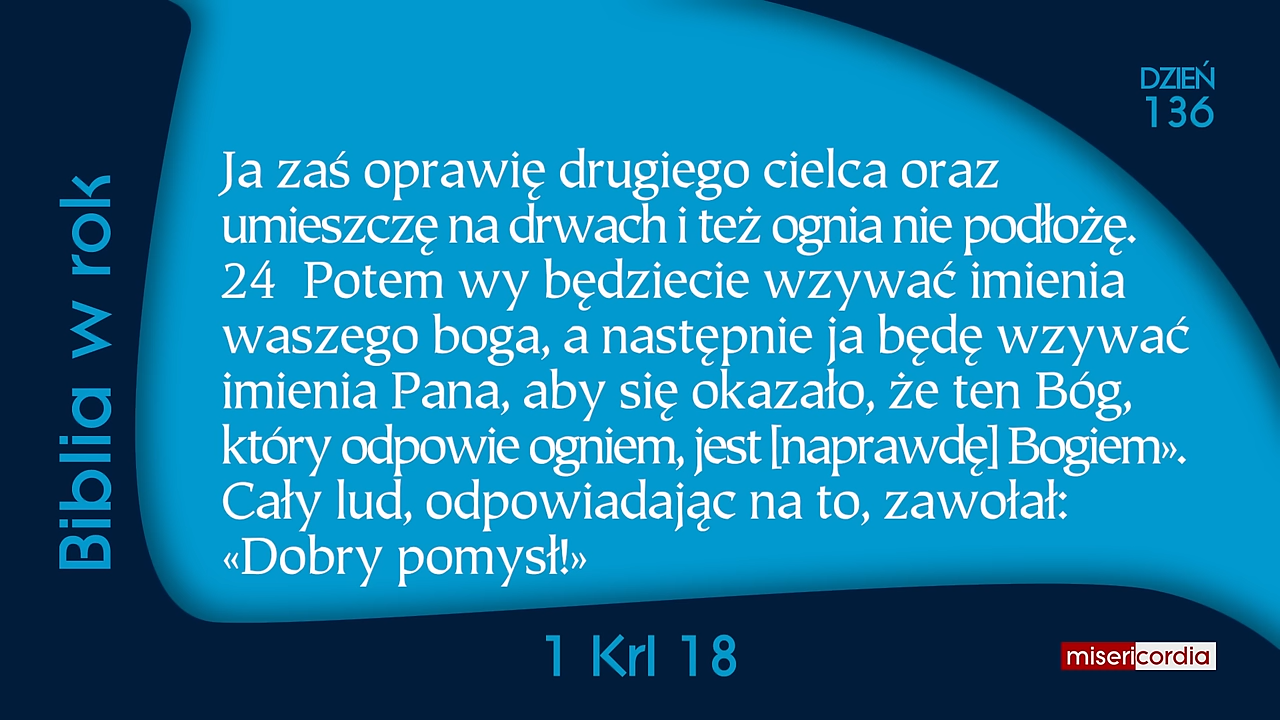 DZIEŃ
136
Biblia w rok
Ja zaś oprawię drugiego cielca oraz
umieszczę na drwach i też ognia nie podłożę.
24 Potem wy będziecie wzywać imienia
waszego boga, a następnie ja będę wzywać
imienia Pana, aby się okazało, że ten Bóg,
który odpowie ogniem, jest [naprawdę] Bogiem».
Cały lud, odpowiadając na to, zawołał:
«Dobry pomysł!»
1 Krl 18
misericordia